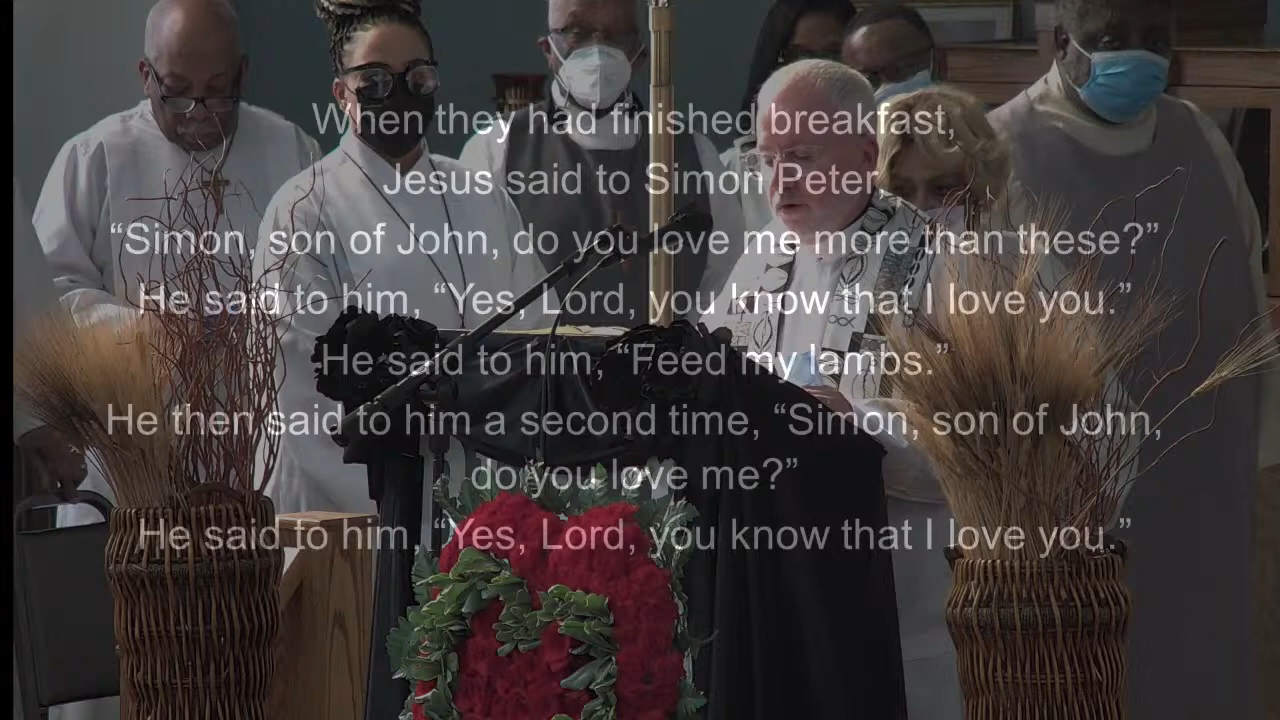 When they had finished breakfast,
Jesus said to Simon Peter
“Simon, son of John, do you love me more than these?”
He said to him, “Yes, Lord, you know that I love you.”
He said to him, “Feed my lambs.”
He then said to him a second time, “Simon, son of John,
do you love me?”
He said to him, “Yes, Lord, you know that I love you.”